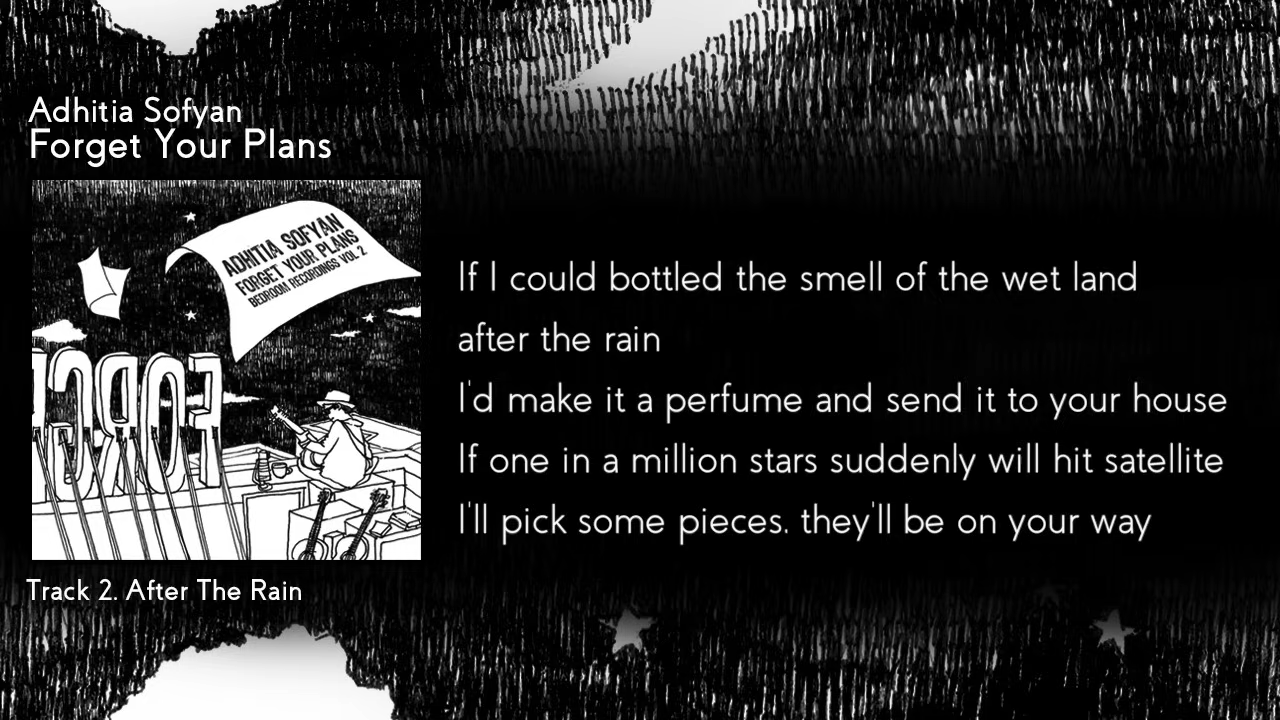 Adhitia Sofyan
Forget Your Plans
ADHITIA SOFYAN
FORGET YOUR PLANS
BEDROOM RECORDINGS VOL 2
FORG
If I could bottled the smell of the wet land
after the rain
I'd make it a perfume and send it to your house
If one in a million stars suddenly will hit satellite
I'll pick some pieces. they'll be on your way
Track 2. After The Rain